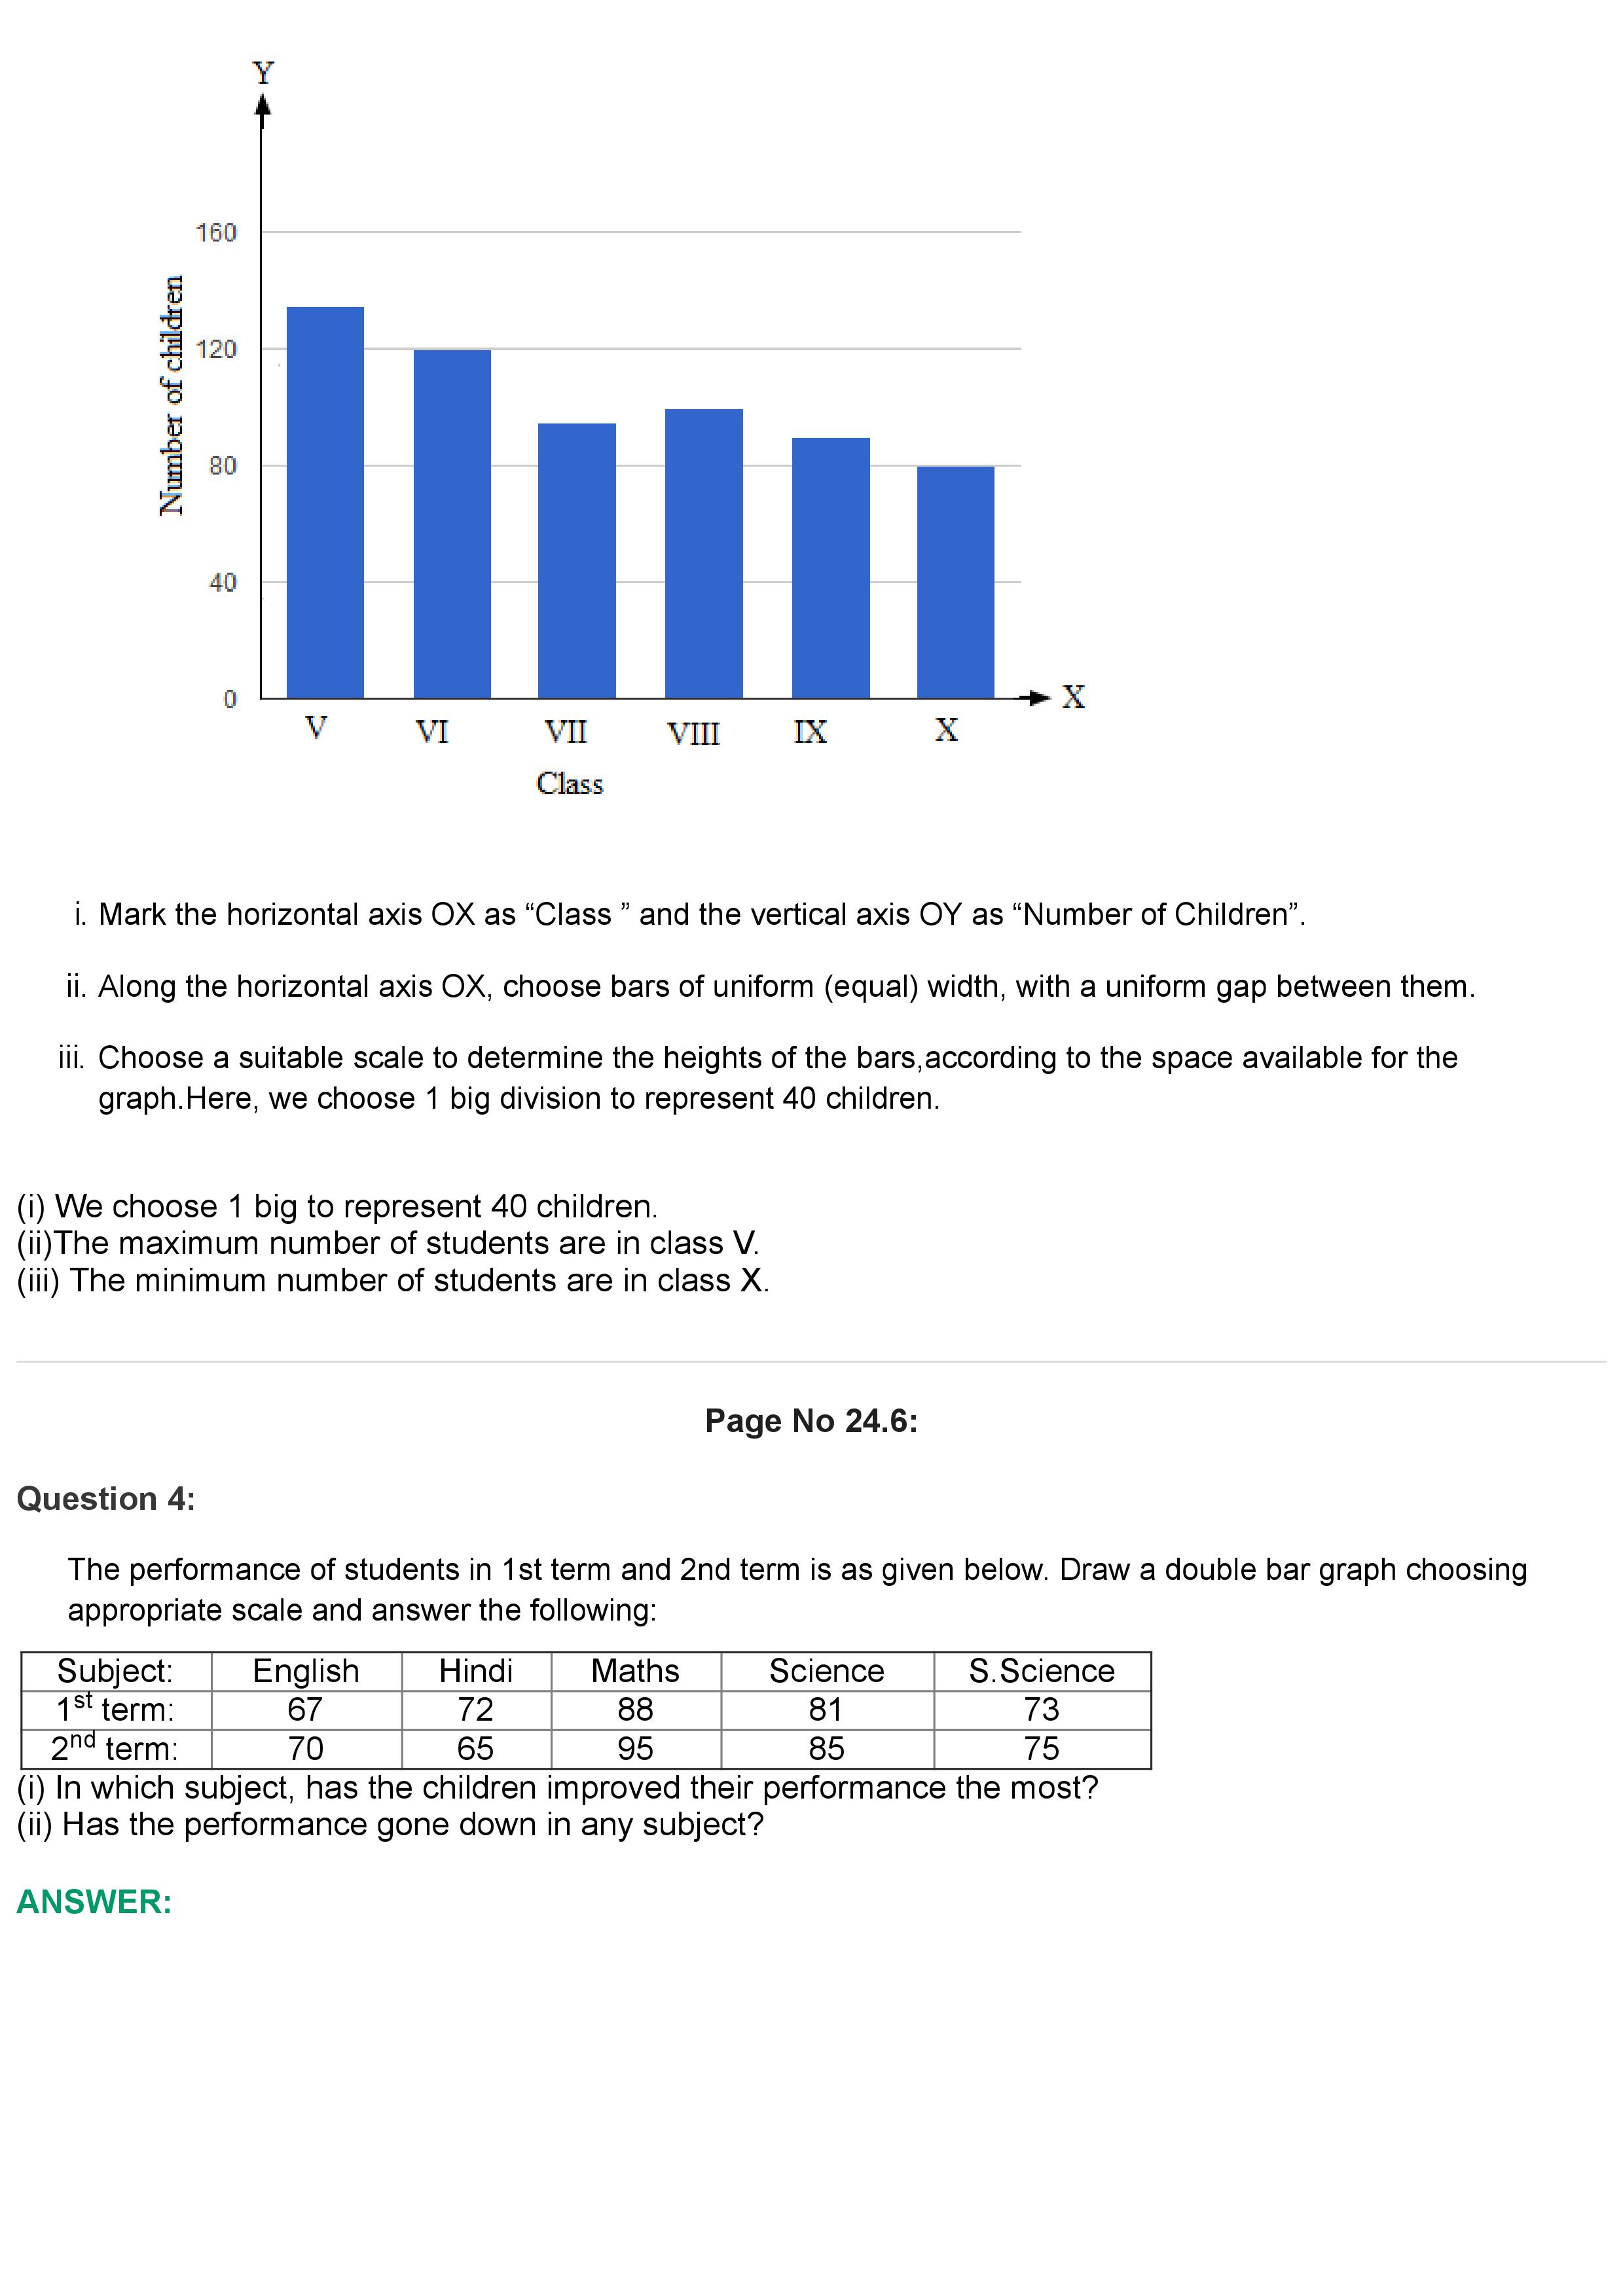 Y
160
120
80
40
0
Number of children
X
V VI VII VIII IX X
Class
i. Mark the horizontal axis OX as “Class ” and the vertical axis OY as “Number of Children”.
ii. Along the horizontal axis OX, choose bars of uniform (equal) width, with a uniform gap between them.
iii. Choose a suitable scale to determine the heights of the bars,according to the space available for the
graph.Here, we choose 1 big division to represent 40 children.
(i) We choose 1 big to represent 40 children.
(ii)The maximum number of students are in class V.
(iii) The minimum number of students are in class X.
Page No 24.6:
Question 4:
The performance of students in 1st term and 2nd term is as given below. Draw a double bar graph choosing
appropriate scale and answer the following:
Subject: English Hindi Maths Science S.Science
1st term: 67 72 88 81 73
2nd term: 70 65 95 85 75
(i) In which subject, has the children improved their performance the most?
(ii) Has the performance gone down in any subject?
ANSWER: